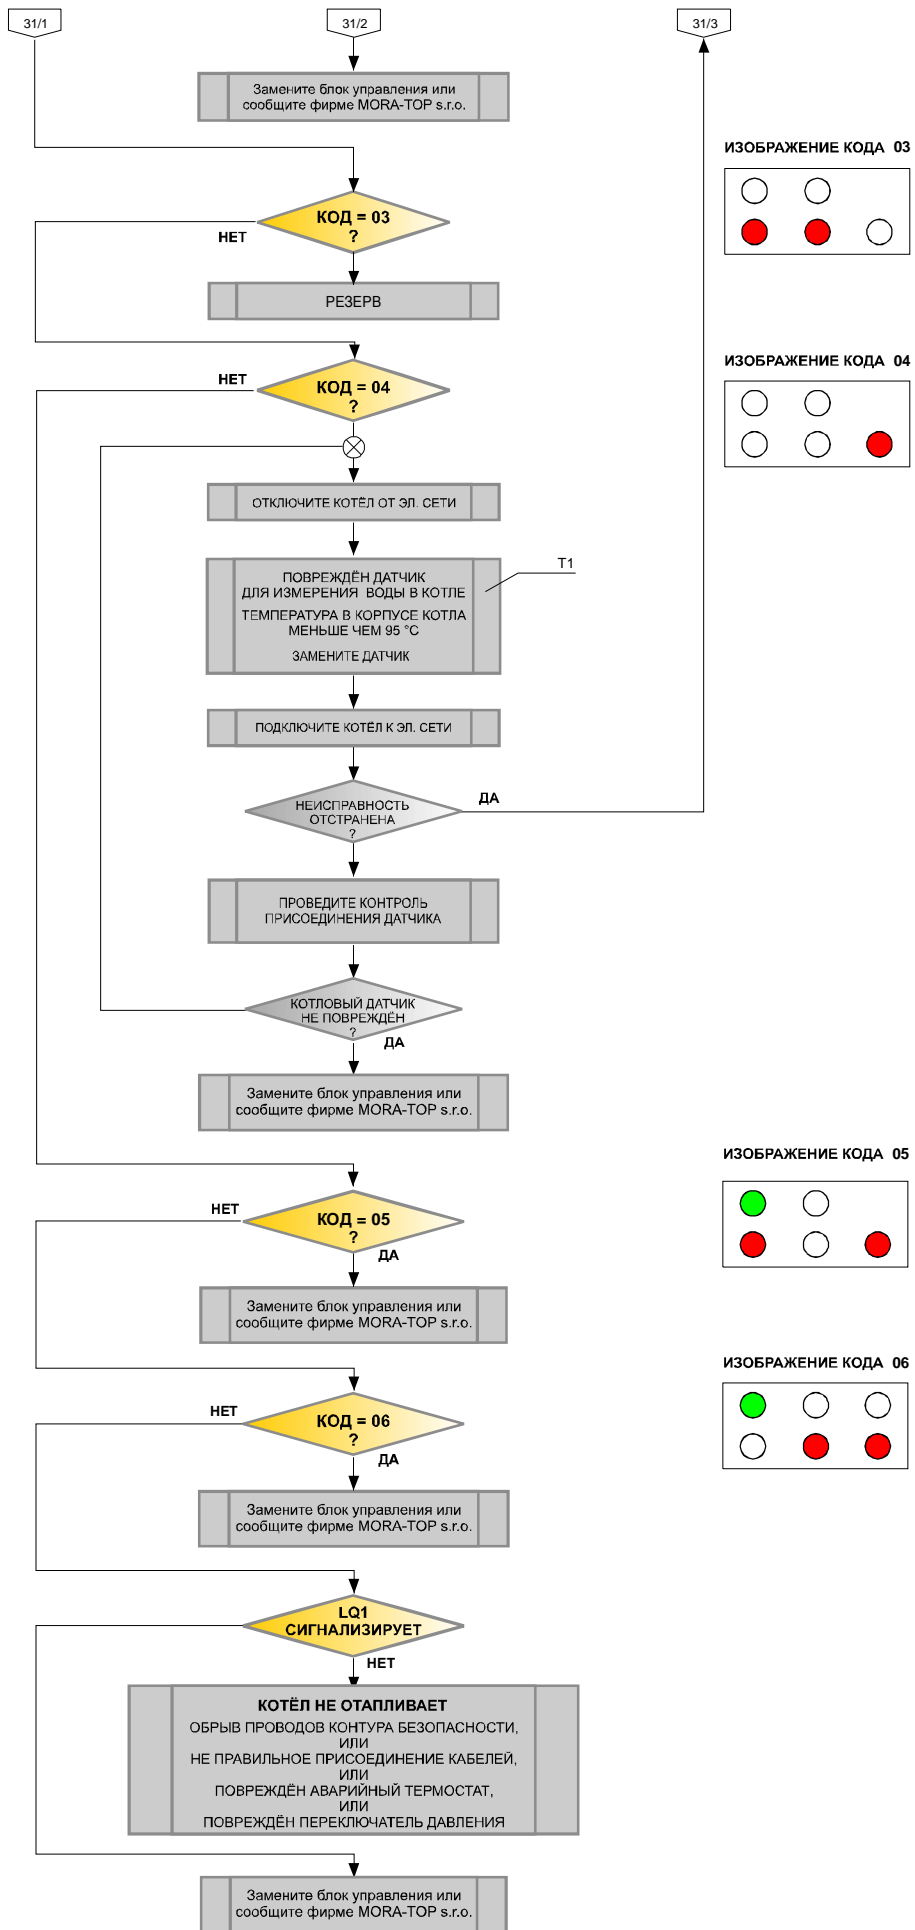 31/1
31/2
31/3
Замените блок управления или
сообщите фирме MORA-TOP s.r.o.
ИЗОБРАЖЕНИЕ КОДА 03
КОД = 03
?
НЕТ
РЕЗЕРВ
ИЗОБРАЖЕНИЕ КОДА 04
НЕТ
КОД = 04
?
ОТКЛЮЧИТЕ КОТЁЛ ОТ ЭЛ. СЕТИ
T1
ПОВРЕЖДЁН ДАТЧИК
ДЛЯ ИЗМЕРЕНИЯ ВОДЫ В КОТЛЕ
ТЕМПЕРАТУРА В КОРПУСЕ КОТЛА
МЕНЬШЕ ЧЕМ 95 °C
ЗАМЕНИТЕ ДАТЧИК
ПОДКЛЮЧИТЕ КОТЁЛ К ЭЛ. СЕТИ
НЕИСПРАВНОСТЬ
ОТСТРАНЕНА
?
ДА
ПРОВЕДИТЕ КОНТРОЛЬ
ПРИСОЕДИНЕНИЯ ДАТЧИКА
КОТЛОВЫЙ ДАТЧИК
НЕ ПОВРЕЖДЁН
?
ДА
Замените блок управления или
сообщите фирме MORA-TOP s.r.o.
ИЗОБРАЖЕНИЕ КОДА 05
НЕТ
КОД = 05
?
ДА
Замените блок управления или
сообщите фирме MORA-TOP s.r.o.
ИЗОБРАЖЕНИЕ КОДА 06
НЕТ
КОД = 06
?
ДА
Замените блок управления или
сообщите фирме MORA-TOP s.r.o.
LQ1
СИГНАЛИЗИРУЕТ
НЕТ
КОТЁЛ НЕ ОТАПЛИВАЕТ
ОБРЫВ ПРОВОДОВ КОНТУРА БЕЗОПАСНОСТИ,
ИЛИ
НЕ ПРАВИЛЬНОЕ ПРИСОЕДИНЕНИЕ КАБЕЛЕЙ,
ИЛИ
ПОВРЕЖДЁН АВАРИЙНЫЙ ТЕРМОСТАТ,
ИЛИ
ПОВРЕЖДЁН ПЕРЕКЛЮЧАТЕЛЬ ДАВЛЕНИЯ
Замените блок управления или
сообщите фирме MORA-TOP s.r.o.